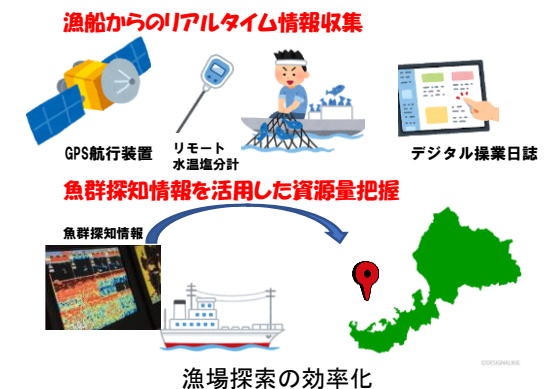 漁船からのリアルタイム情報収集
GPS航行装置
リモート
水温塩分計
デジタル操業日誌
魚群探知情報を活用した資源量把握
魚群探知情報
©DESIGNALIKIE
漁場探索の効率化